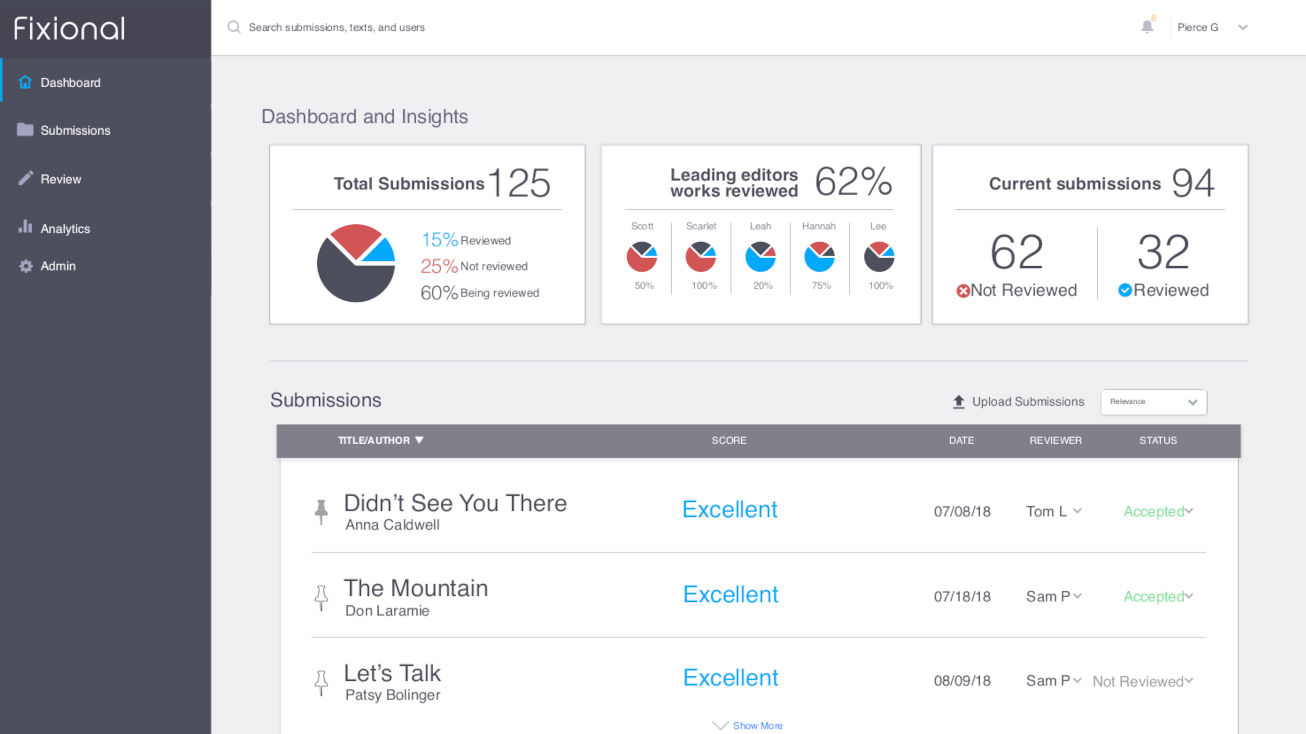 Fixional
Search submissions, texts, and users
8
Pierce G
Dashboard
Submissions
Review
Analytics
Admin
Dashboard and Insights
Total Submissions 125
15% Reviewed
25% Not reviewed
60% Being reviewed
Leading editors
works reviewed
62%
Scott Scarlet Leah Hannah Lee
50% 100% 20% 75% 100%
Current submissions 94
62 32
Not Reviewed Reviewed
Submissions
Upload Submissions
Relevance
TITLE/AUTHOR SCORE DATE REVIEWER STATUS
Didn’t See You There
Anna Caldwell
Excellent 07/08/18 Tom L Accepted
The Mountain
Don Laramie
Excellent 07/18/18 Sam P Accepted
Let’s Talk
Patsy Bolinger
Excellent 08/09/18 Sam P Not Reviewed
Show More